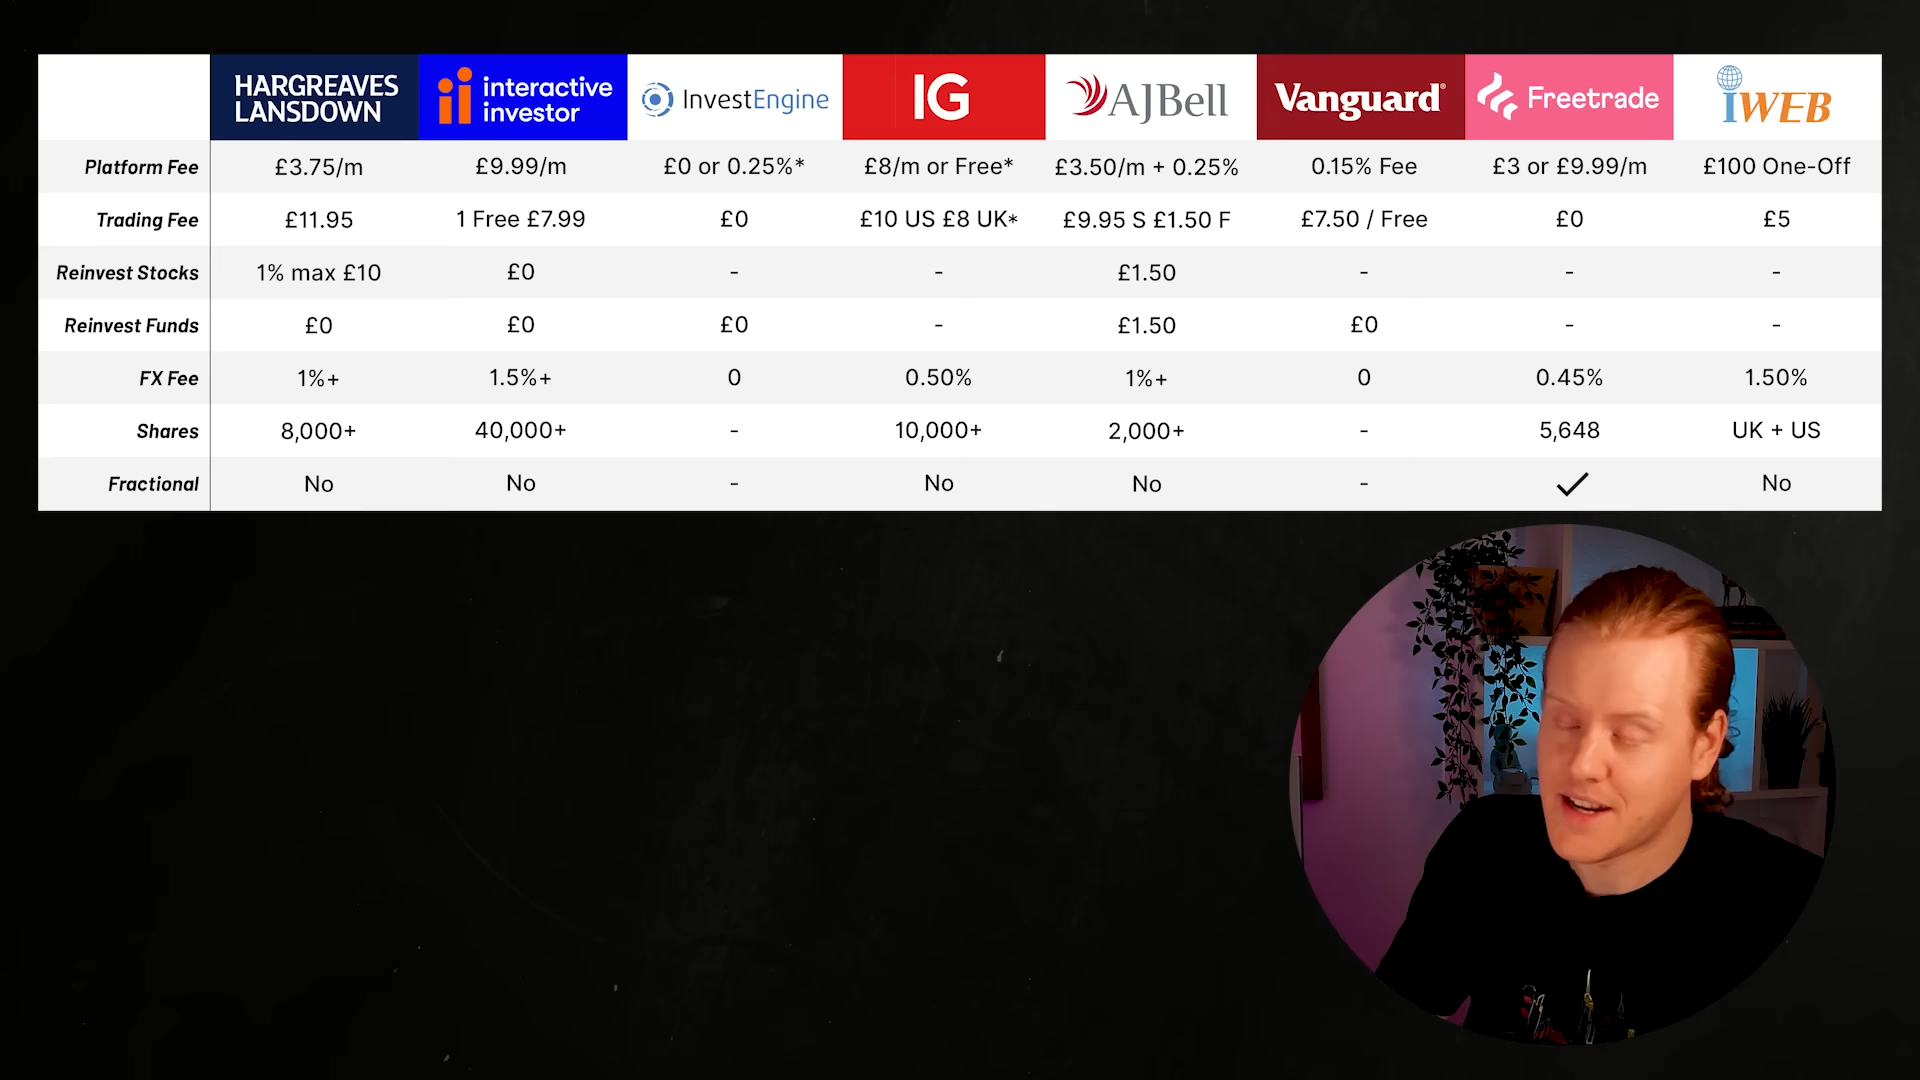 HARGREAVES LANSDOWN interactive investor InvestEngine IG AJBell Vanguard® Freetrade iWEB
Platform Fee £3.75/m £9.99/m £0 or 0.25%* £8/m or Free* £3.50/m + 0.25% 0.15% Fee £3 or £9.99/m £100 One-Off
Trading Fee £11.95 1 Free £7.99 £0 £10 US £8 UK* £9.95 S £1.50 F £7.50 / Free £0 £5
Reinvest Stocks 1% max £10 £0 - - £1.50 - - -
Reinvest Funds £0 £0 £0 - £1.50 £0 - -
FX Fee 1%+ 1.5%+ 0 0.50% 1%+ 0 0.45% 1.50%
Shares 8,000+ 40,000+ - 10,000+ 2,000+ - 5,648 UK + US
Fractional No No - No No - ✓ No